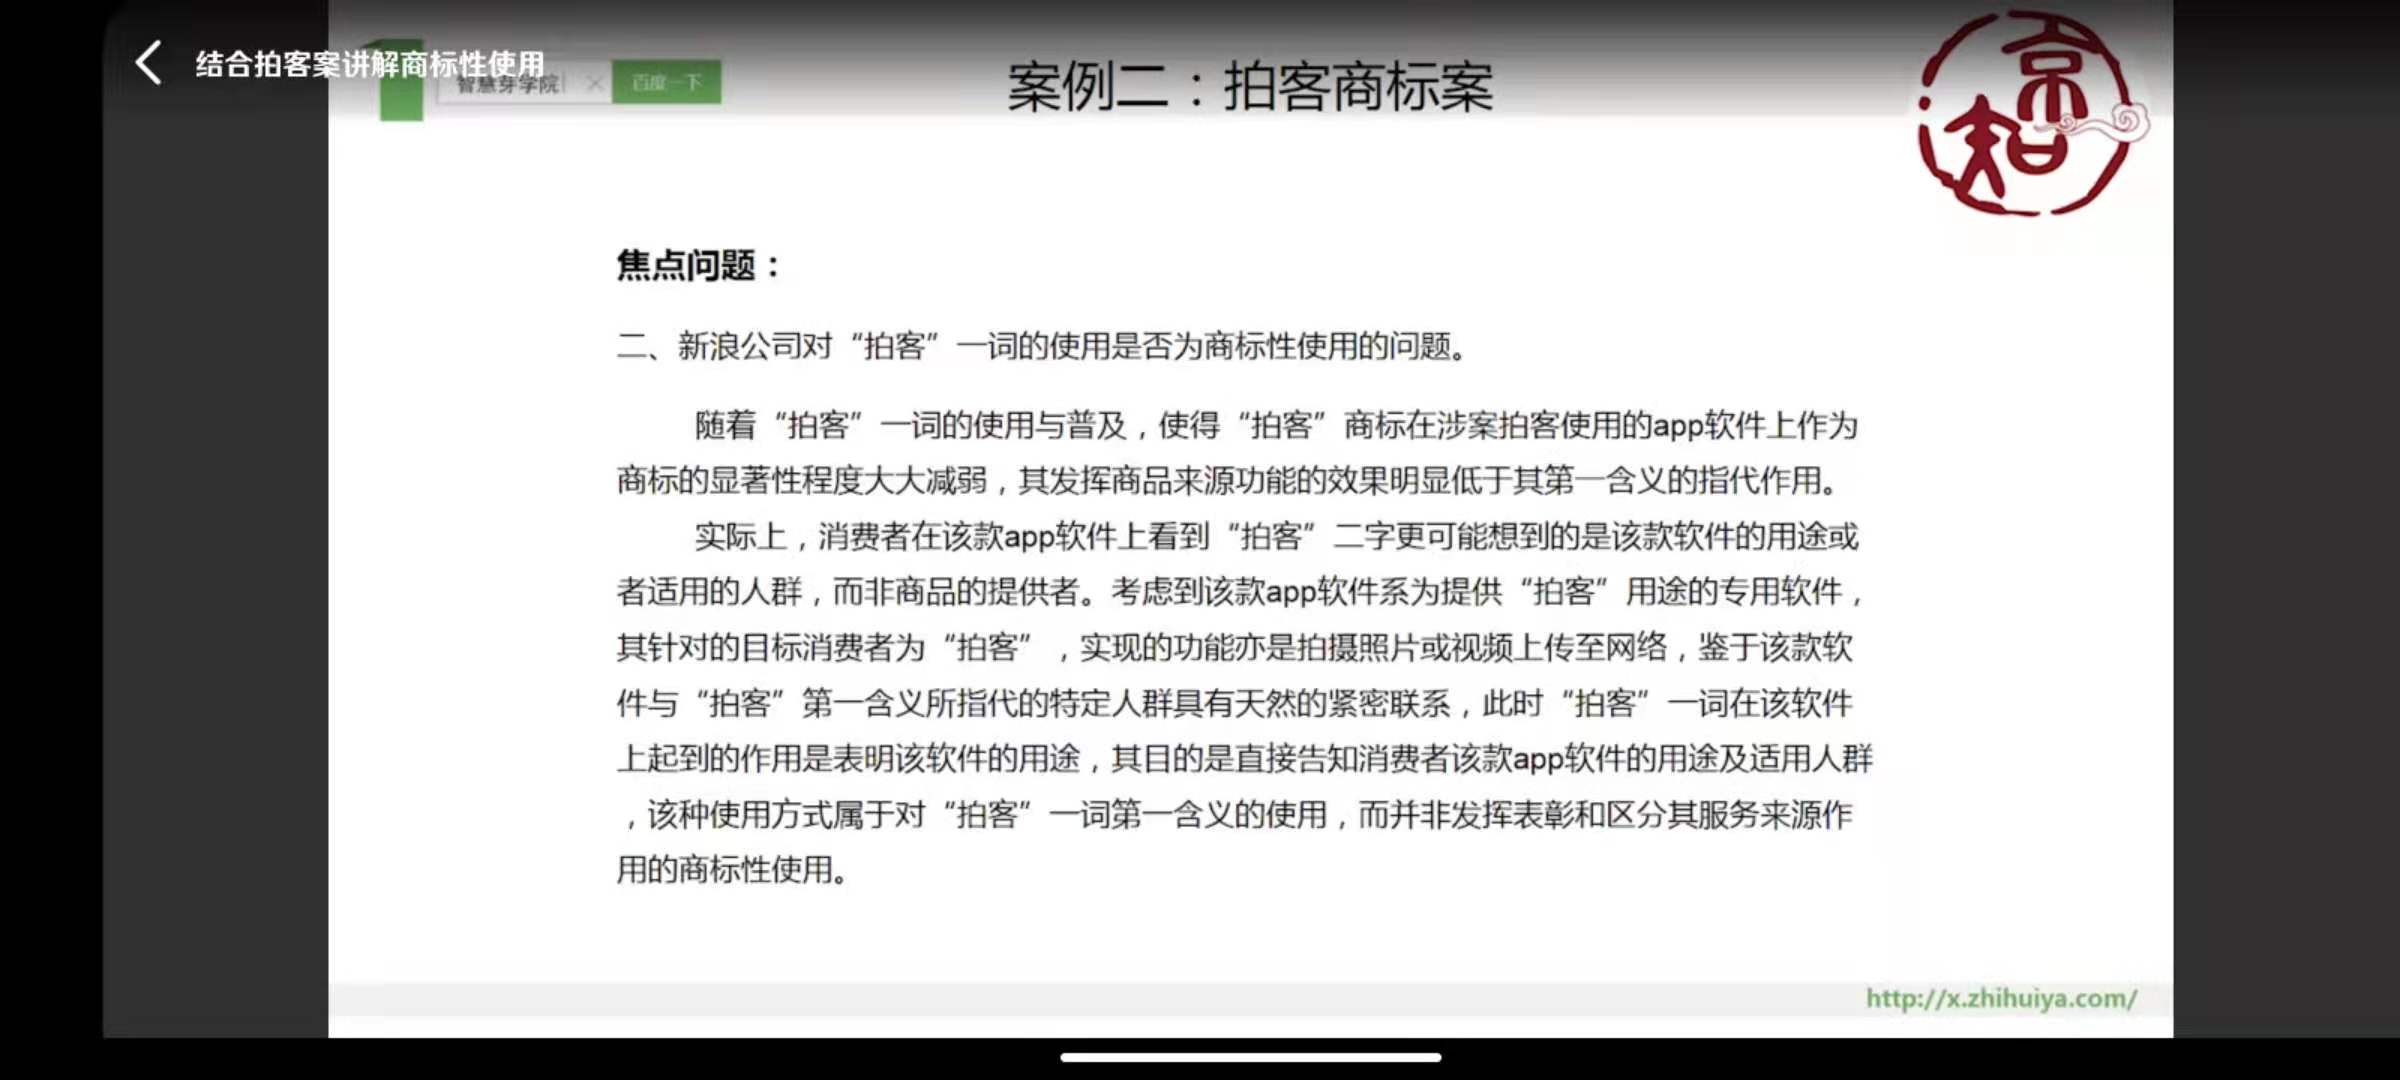 结合拍客案讲解商标性使用
智慧芽学院
百度一下
案例二：拍客商标案
京知
焦点问题：
二、新浪公司对“拍客”一词的使用是否为商标性使用的问题。
随着“拍客”一词的使用与普及，使得“拍客”商标在涉案拍客使用的app软件上作为
商标的显著性程度大大减弱，其发挥商品来源功能的效果明显低于其第一含义的指代作用。
实际上，消费者在该款app软件上看到“拍客”二字更可能想到的是该款软件的用途或
者适用的人群，而非商品的提供者。考虑到该款app软件系为提供“拍客”用途的专用软件，
其针对的目标消费者为“拍客”，实现的功能亦是拍摄照片或视频上传至网络，鉴于该款软
件与“拍客”第一含义所指代的特定人群具有天然的紧密联系，此时“拍客”一词在该软件
上起到的作用是表明该软件的用途，其目的是直接告知消费者该款app软件的用途及适用人群
，该种使用方式属于对“拍客”一词第一含义的使用，而并非发挥表彰和区分其服务来源作
用的商标性使用。
http://x.zhihuiya.com/